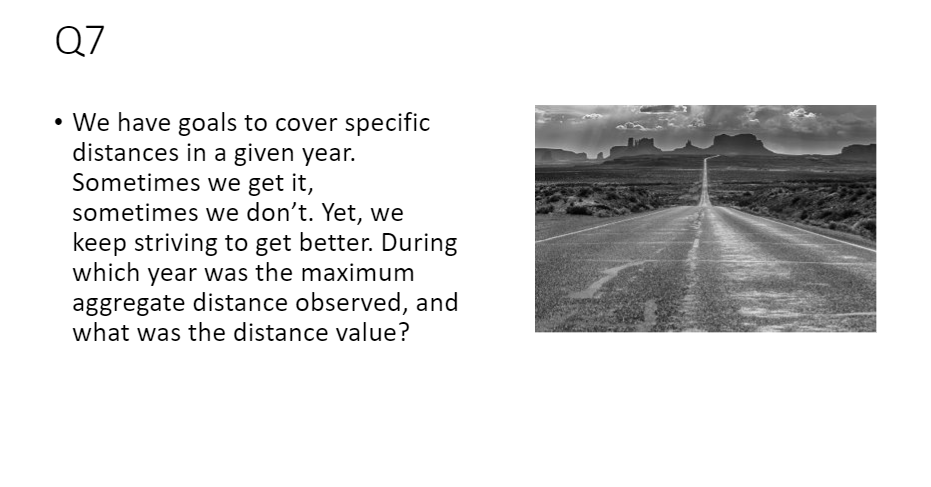 Q7
• We have goals to cover specific
distances in a given year.
Sometimes we get it,
sometimes we don’t. Yet, we
keep striving to get better. During
which year was the maximum
aggregate distance observed, and
what was the distance value?